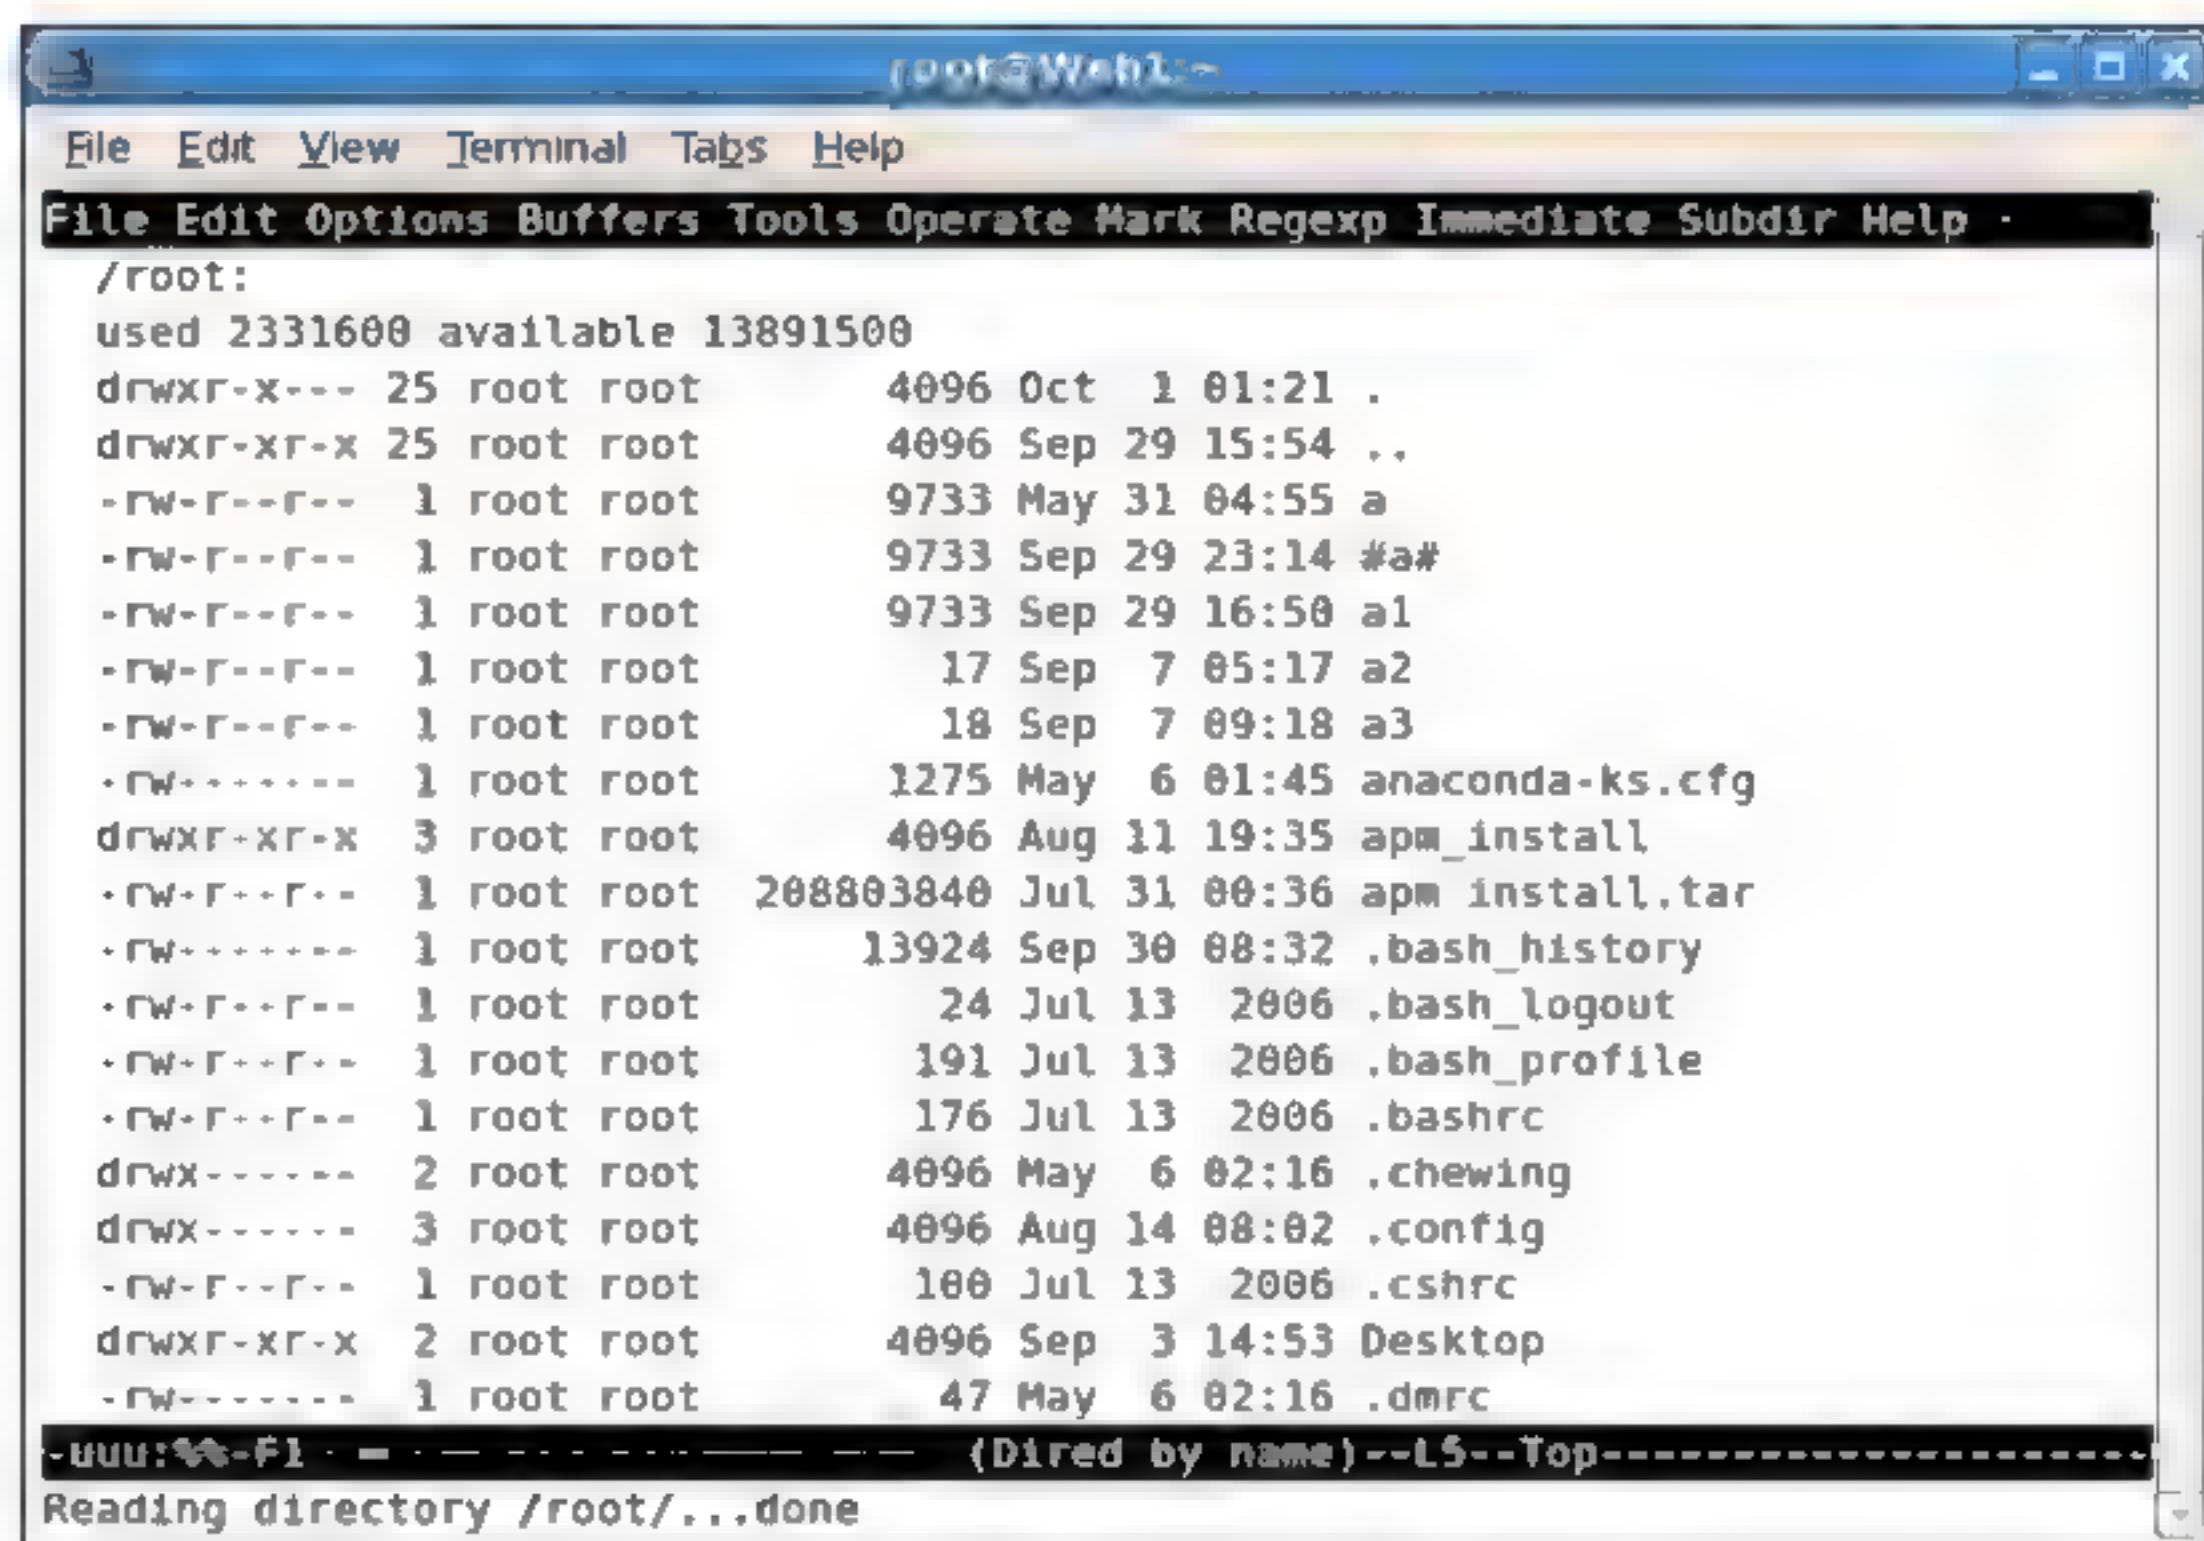 root@Wahl:~
File Edit View Terminal Tabs Help
File Edit Options Buffers Tools Operate Mark Regexp Immediate Subdir Help
/root:
used 2331600 available 13891500
drwxr-x--- 25 root root 4096 Oct 1 01:21 .
drwxr-xr-x 25 root root 4096 Sep 29 15:54 ..
-rw-r--r-- 1 root root 9733 May 31 04:55 a
-rw-r--r-- 1 root root 9733 Sep 29 23:14 #a#
-rw-r--r-- 1 root root 9733 Sep 29 16:50 a1
-rw-r--r-- 1 root root 17 Sep 7 05:17 a2
-rw-r--r-- 1 root root 18 Sep 7 09:18 a3
-rw------- 1 root root 1275 May 6 01:45 anaconda-ks.cfg
drwxr-xr-x 3 root root 4096 Aug 11 19:35 apm_install
-rw-r--r-- 1 root root 208803840 Jul 31 00:36 apm install.tar
-rw------- 1 root root 13924 Sep 30 08:32 .bash_history
-rw-r--r-- 1 root root 24 Jul 13 2006 .bash_logout
-rw-r--r-- 1 root root 191 Jul 13 2006 .bash_profile
-rw-r--r-- 1 root root 176 Jul 13 2006 .bashrc
drwx------ 2 root root 4096 May 6 02:16 .chewing
drwx------ 3 root root 4096 Aug 14 08:02 .config
-rw-r--r-- 1 root root 100 Jul 13 2006 .cshrc
drwxr-xr-x 2 root root 4096 Sep 3 14:53 Desktop
-rw------- 1 root root 47 May 6 02:16 .dmrc
-uuu:%%-F1 (Dired by name)--L5--Top---------------------
Reading directory /root/...done